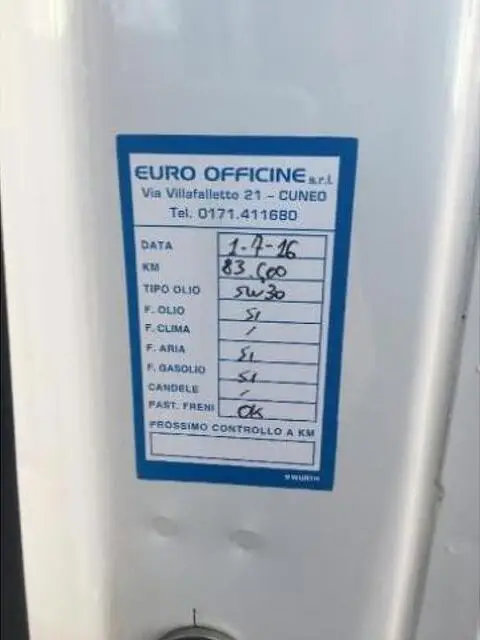 EURO OFFICINE s.r.l.
Via Villafalletto 21 - CUNEO
Tel. 0171.411680
DATA 1-7-16
KM 83.600
TIPO OLIO 5W30
F. OLIO SI
F. CLIMA /
F. ARIA SI
F. GASOLIO SI
CANDELE /
PAST. FRENI OK
PROSSIMO CONTROLLO A KM
WÜRTH